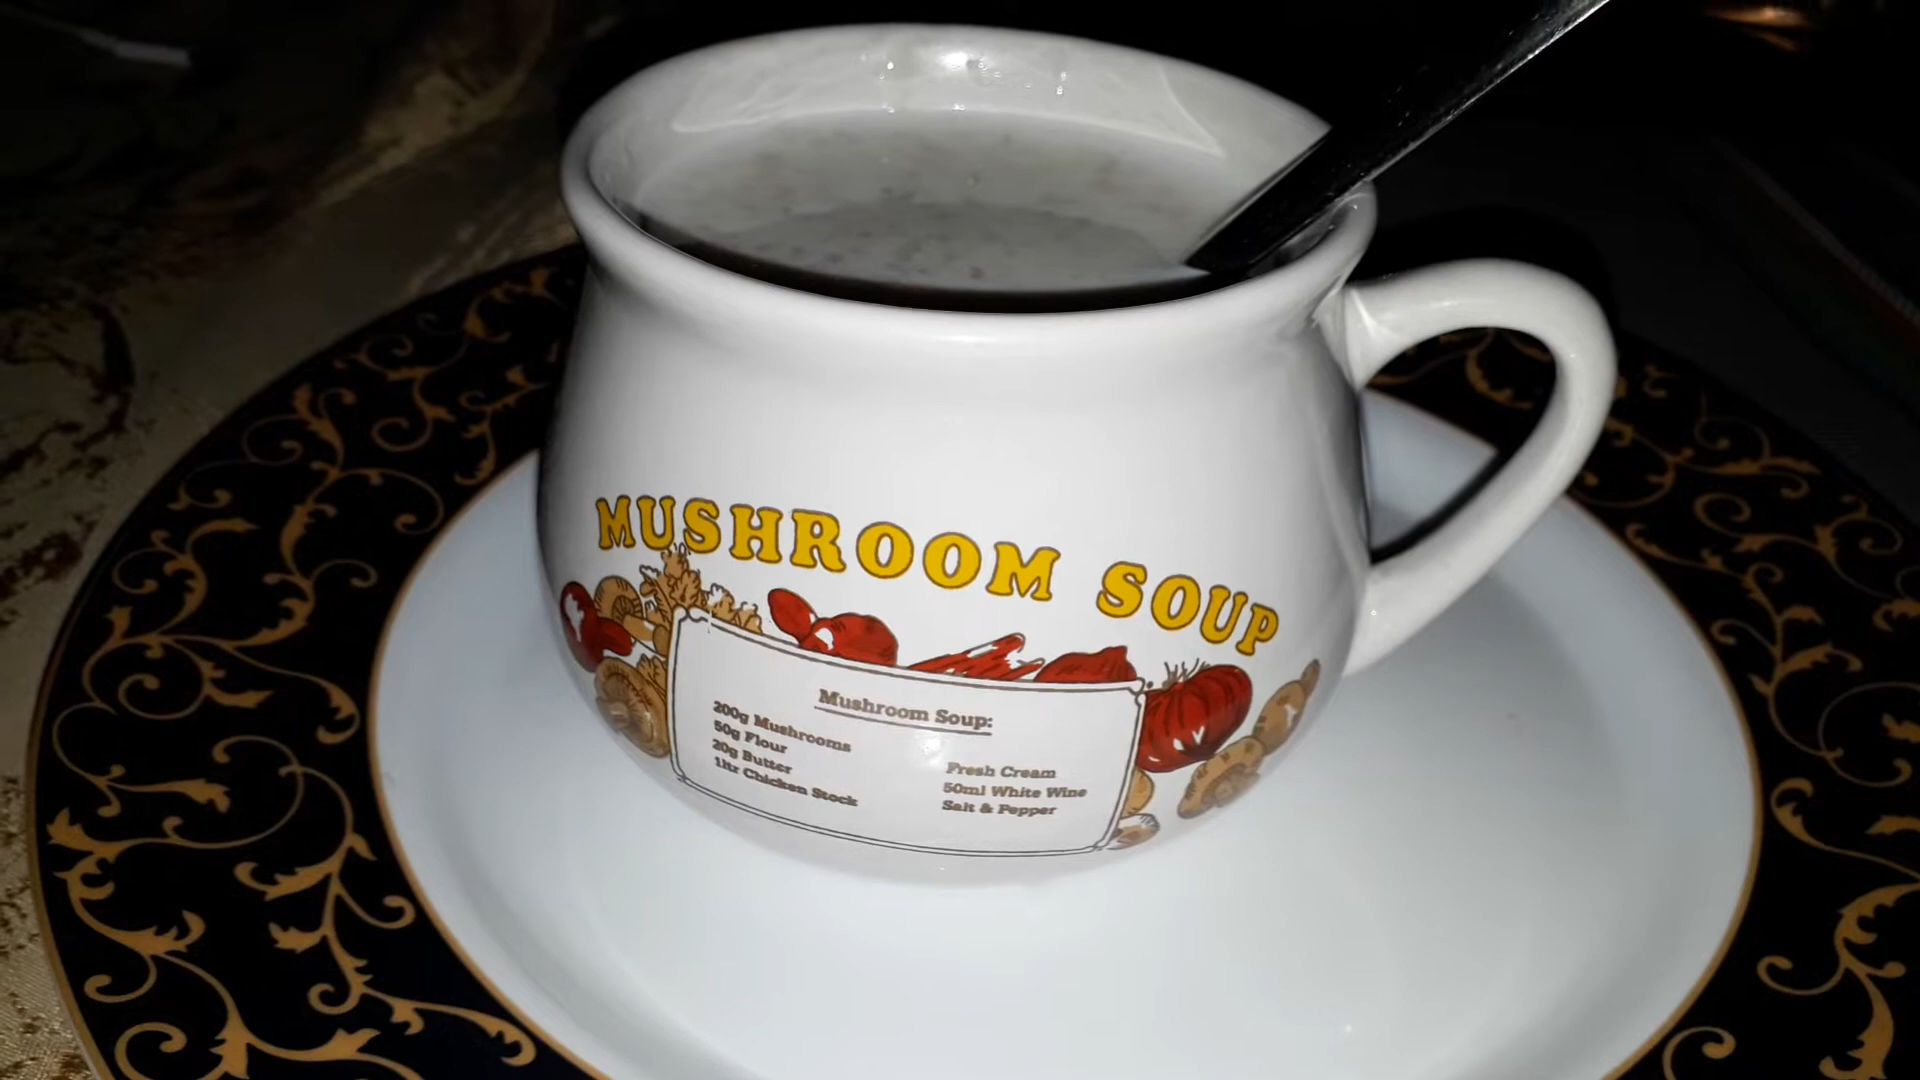 MUSHROOM SOUP
Mushroom Soup:
200g Mushrooms
50g Flour
20g Butter
1ltr Chicken Stock
Fresh Cream
50ml White Wine
Salt & Pepper